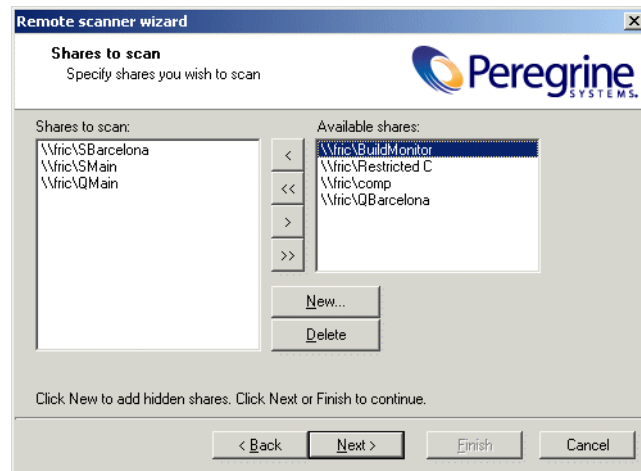 Remote scanner wizard
Shares to scan
Specify shares you wish to scan
Peregrine
SYSTEMS.
Shares to scan:
\\fric\SBarcelona
\\fric\SMain
\\fric\QMain
<
<<
>
>>
Available shares:
\\fric\BuildMonitor
\\fric\Restricted C
\\fric\comp
\\fric\QBarcelona
New...
Delete
Click New to add hidden shares. Click Next or Finish to continue.
< Back
Next >
Finish
Cancel